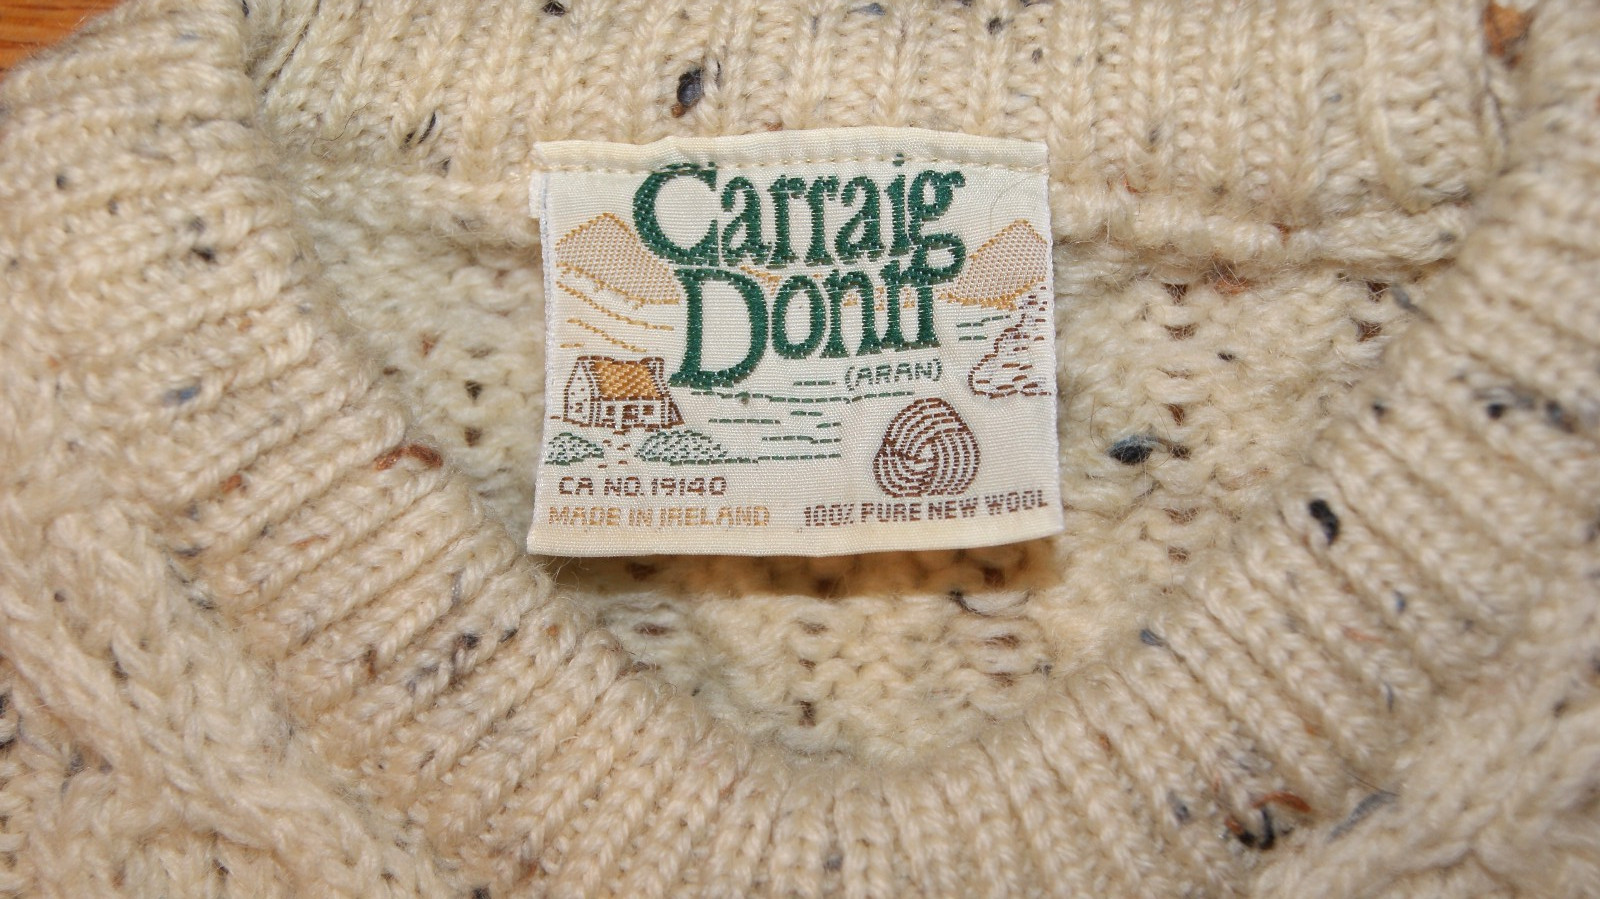 Carraig
Donn
(ARAN)
CA NO. 19140
MADE IN IRELAND
100% PURE NEW WOOL